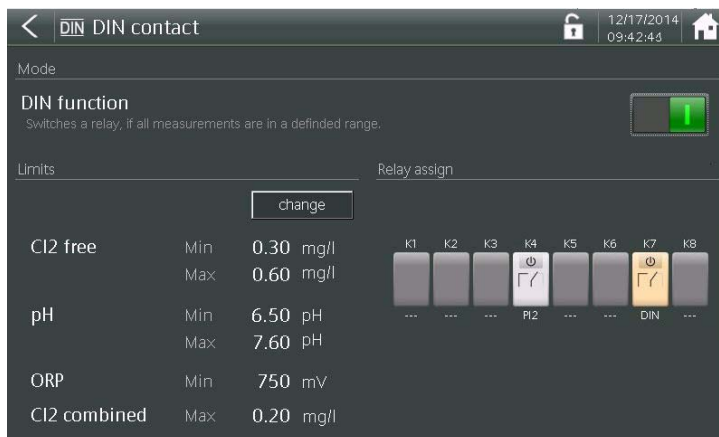 DIN DIN contact
12/17/2014
09:42:43
Mode
DIN function
Switches a relay, if all measurements are in a definded range.
Limits
Relay assign
change
Cl2 free Min 0.30 mg/l
Max 0.60 mg/l
pH Min 6.50 pH
Max 7.60 pH
ORP Min 750 mV
Cl2 combined Max 0.20 mg/l
K1 K2 K3 K4 K5 K6 K7 K8
--- --- --- PI2 --- --- DIN ---